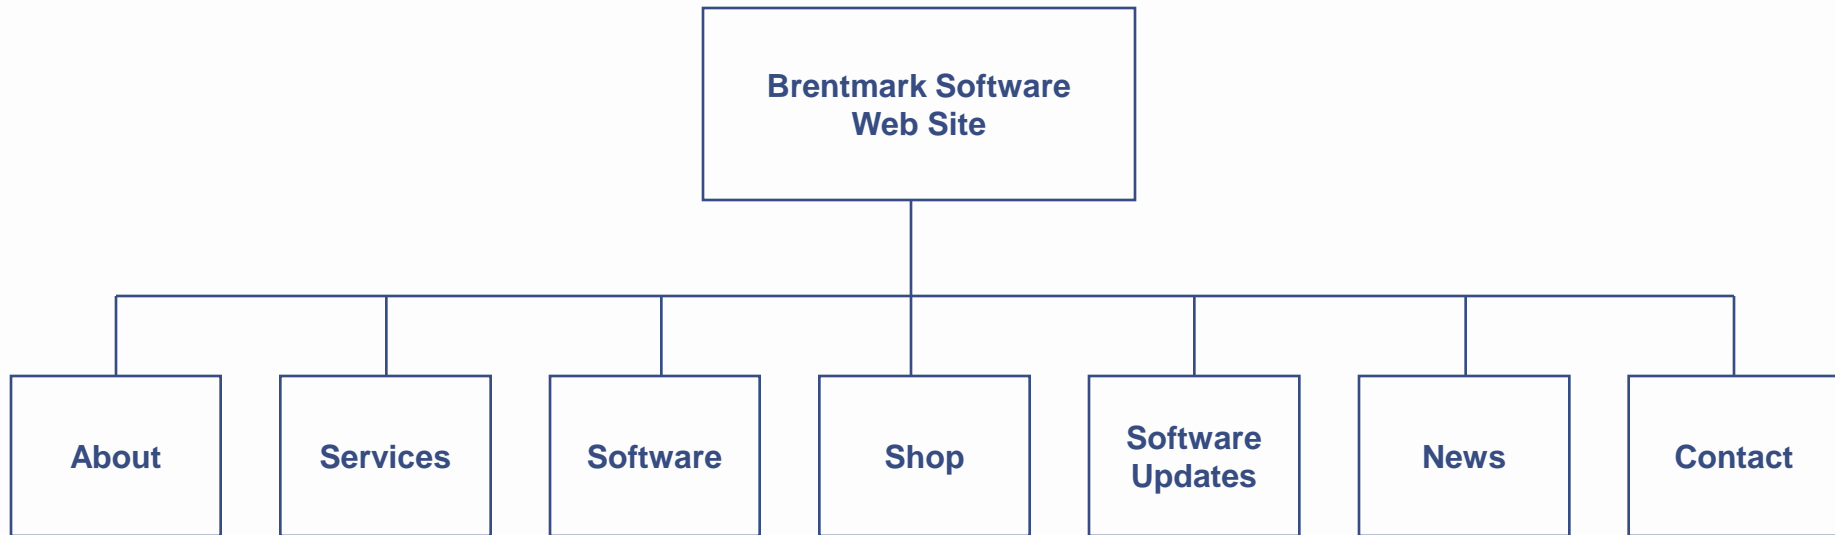 Brentmark Software
Web Site
About
Services
Software
Shop
Software
Updates
News
Contact